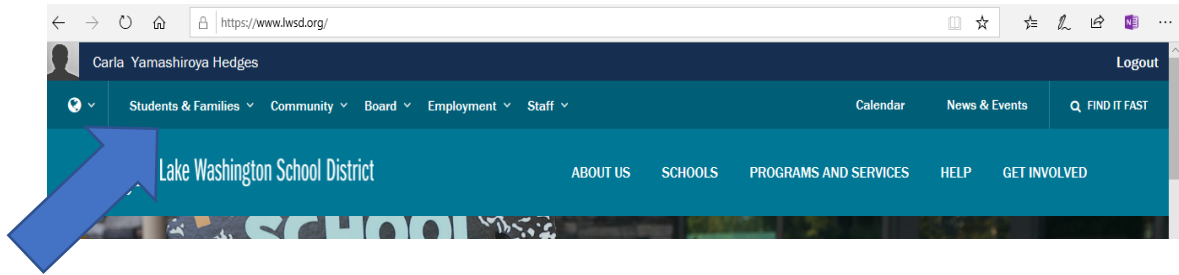 https://www.lwsd.org/
Carla Yamashiroya Hedges Logout
Students & Families Community Board Employment Staff Calendar News & Events FIND IT FAST
Lake Washington School District ABOUT US SCHOOLS PROGRAMS AND SERVICES HELP GET INVOLVED
SCHOOL